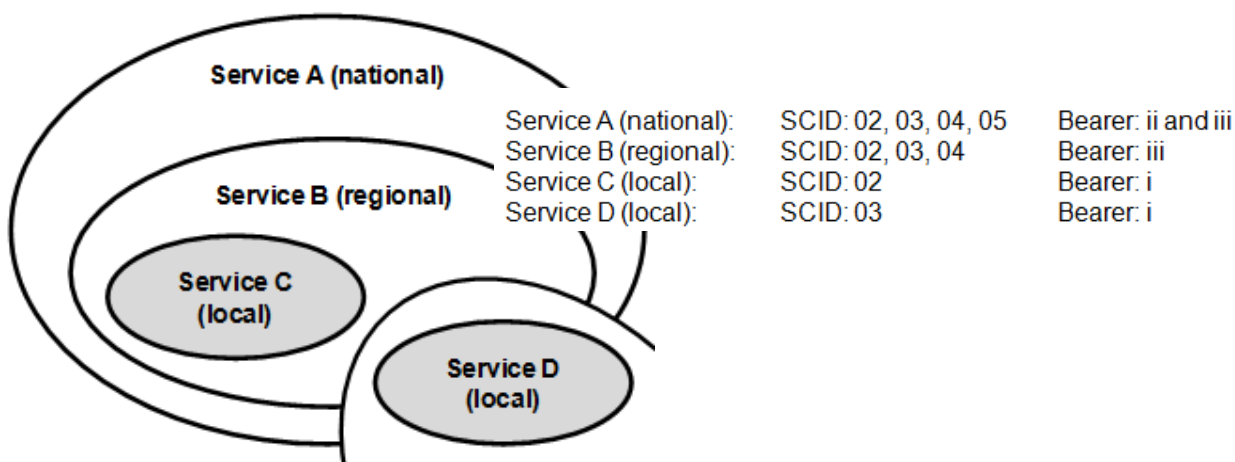 Service A (national)
Service A (national): SCID: 02, 03, 04, 05 Bearer: ii and iii
Service B (regional): SCID: 02, 03, 04 Bearer: iii
Service C (local): SCID: 02 Bearer: i
Service D (local): SCID: 03 Bearer: i
Service B (regional)
Service C
(local)
Service D
(local)